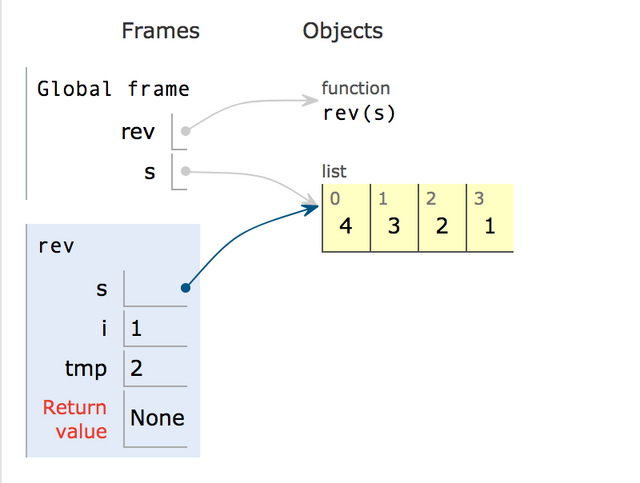 Frames Objects
Global frame
function
rev(s)
rev
s
list
0 1 2 3
4 3 2 1
rev
s
i 1
tmp 2
Return
value
None